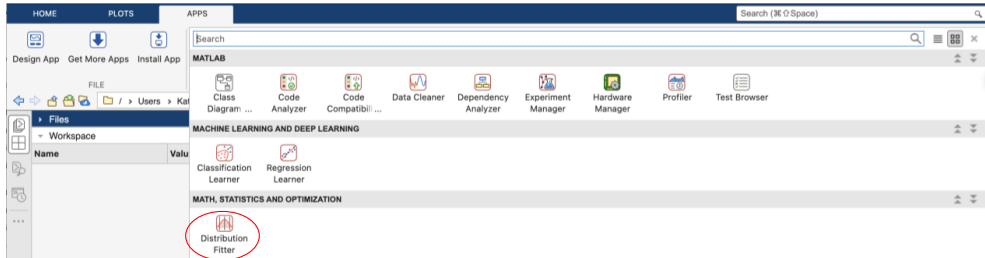 HOME PLOTS APPS Search (⌘⇧Space)
Search
Design App Get More Apps Install App
FILE
/ › Users › Kat
Files
Workspace
Name Valu
MATLAB
Class Diagram ...
Code Analyzer
Code Compatibili ...
Data Cleaner
Dependency Analyzer
Experiment Manager
Hardware Manager
Profiler
Test Browser
MACHINE LEARNING AND DEEP LEARNING
Classification Learner
Regression Learner
MATH, STATISTICS AND OPTIMIZATION
Distribution Fitter